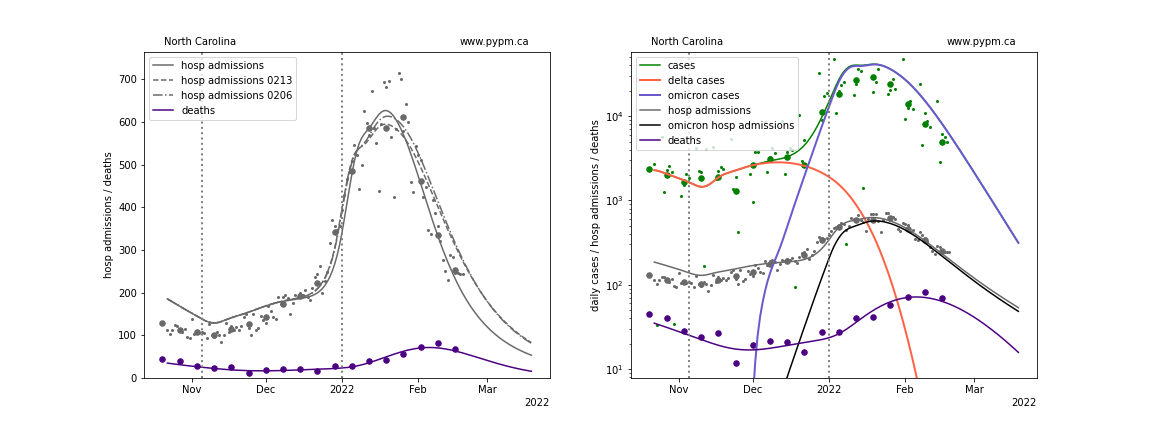 North Carolina
www.pypm.ca
hosp admissions
hosp admissions 0213
hosp admissions 0206
deaths
hosp admissions / deaths
700
600
500
400
300
200
100
0
Nov
Dec
2022
Feb
Mar
2022
North Carolina
www.pypm.ca
cases
delta cases
omicron cases
hosp admissions
omicron hosp admissions
deaths
daily cases / hosp admissions / deaths
10⁴
10³
10²
10¹
Nov
Dec
2022
Feb
Mar
2022